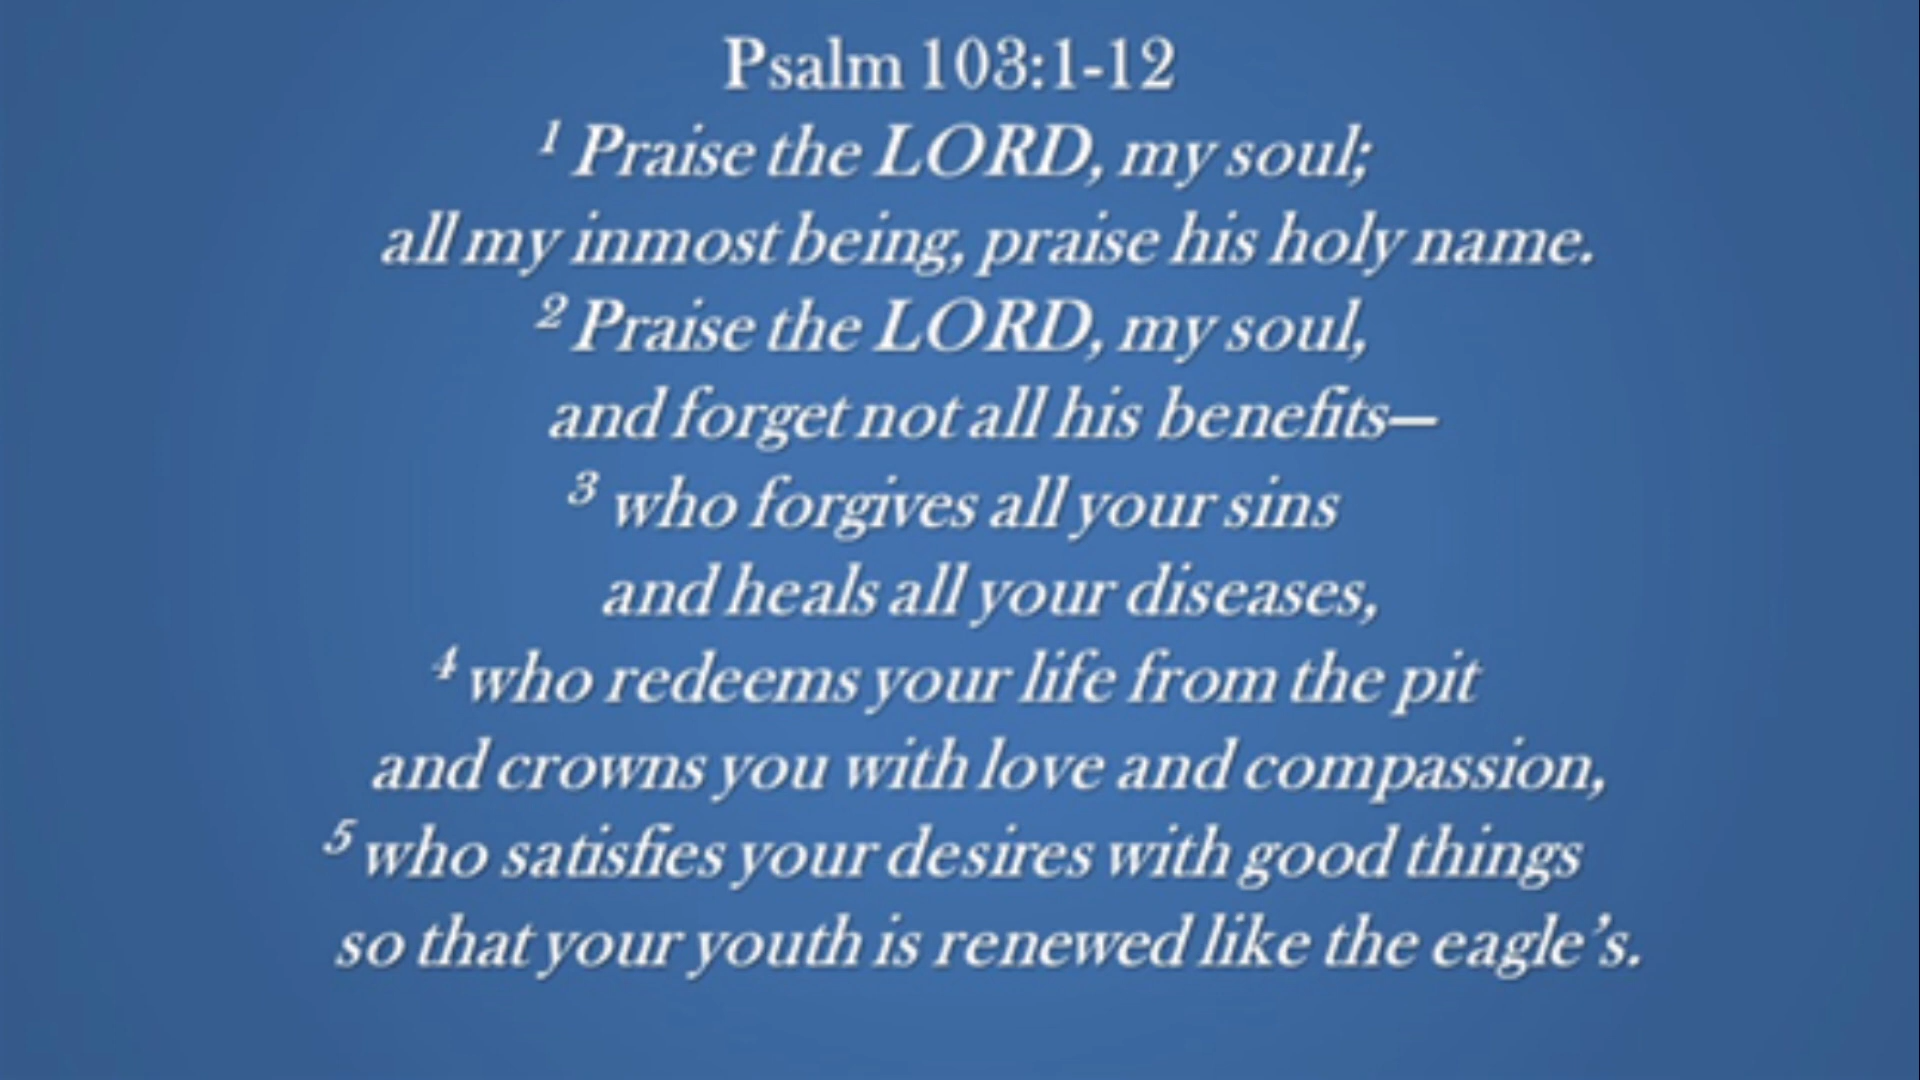 Psalm 103:1-12
1 Praise the LORD, my soul;
all my inmost being, praise his holy name.
2 Praise the LORD, my soul,
and forget not all his benefits—
3 who forgives all your sins
and heals all your diseases,
4 who redeems your life from the pit
and crowns you with love and compassion,
5 who satisfies your desires with good things
so that your youth is renewed like the eagle’s.